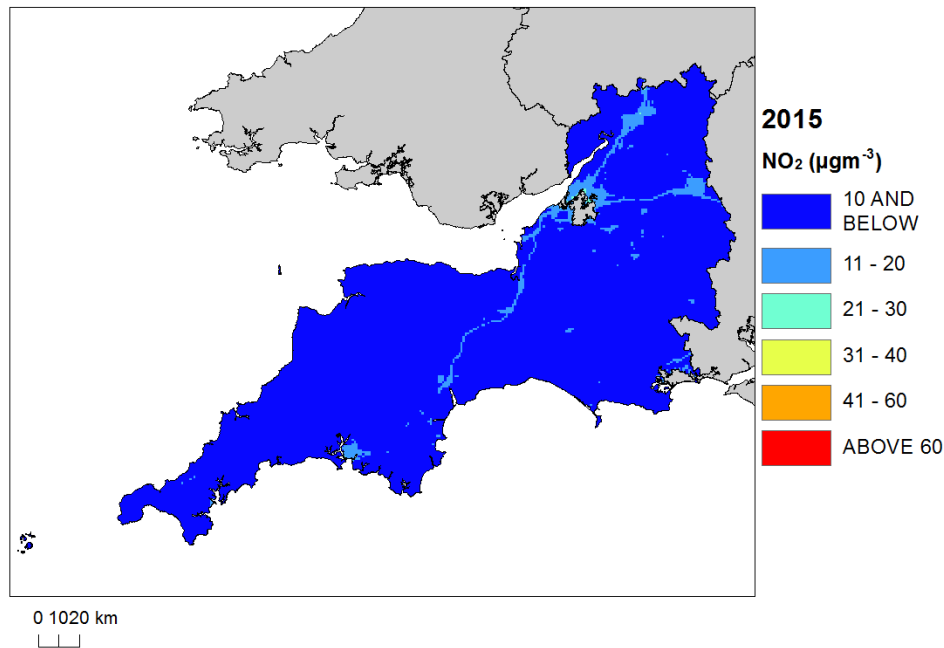 2015
NO₂ (µgm⁻³)
10 AND
BELOW
11 - 20
21 - 30
31 - 40
41 - 60
ABOVE 60
0 1020 km